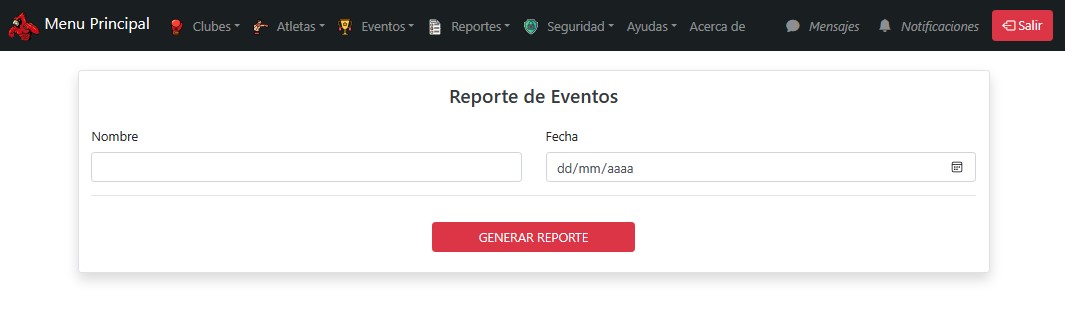 Menu Principal Clubes Atletas Eventos Reportes Seguridad Ayudas Acerca de Mensajes Notificaciones Salir
Reporte de Eventos
Nombre Fecha
dd/mm/aaaa
GENERAR REPORTE